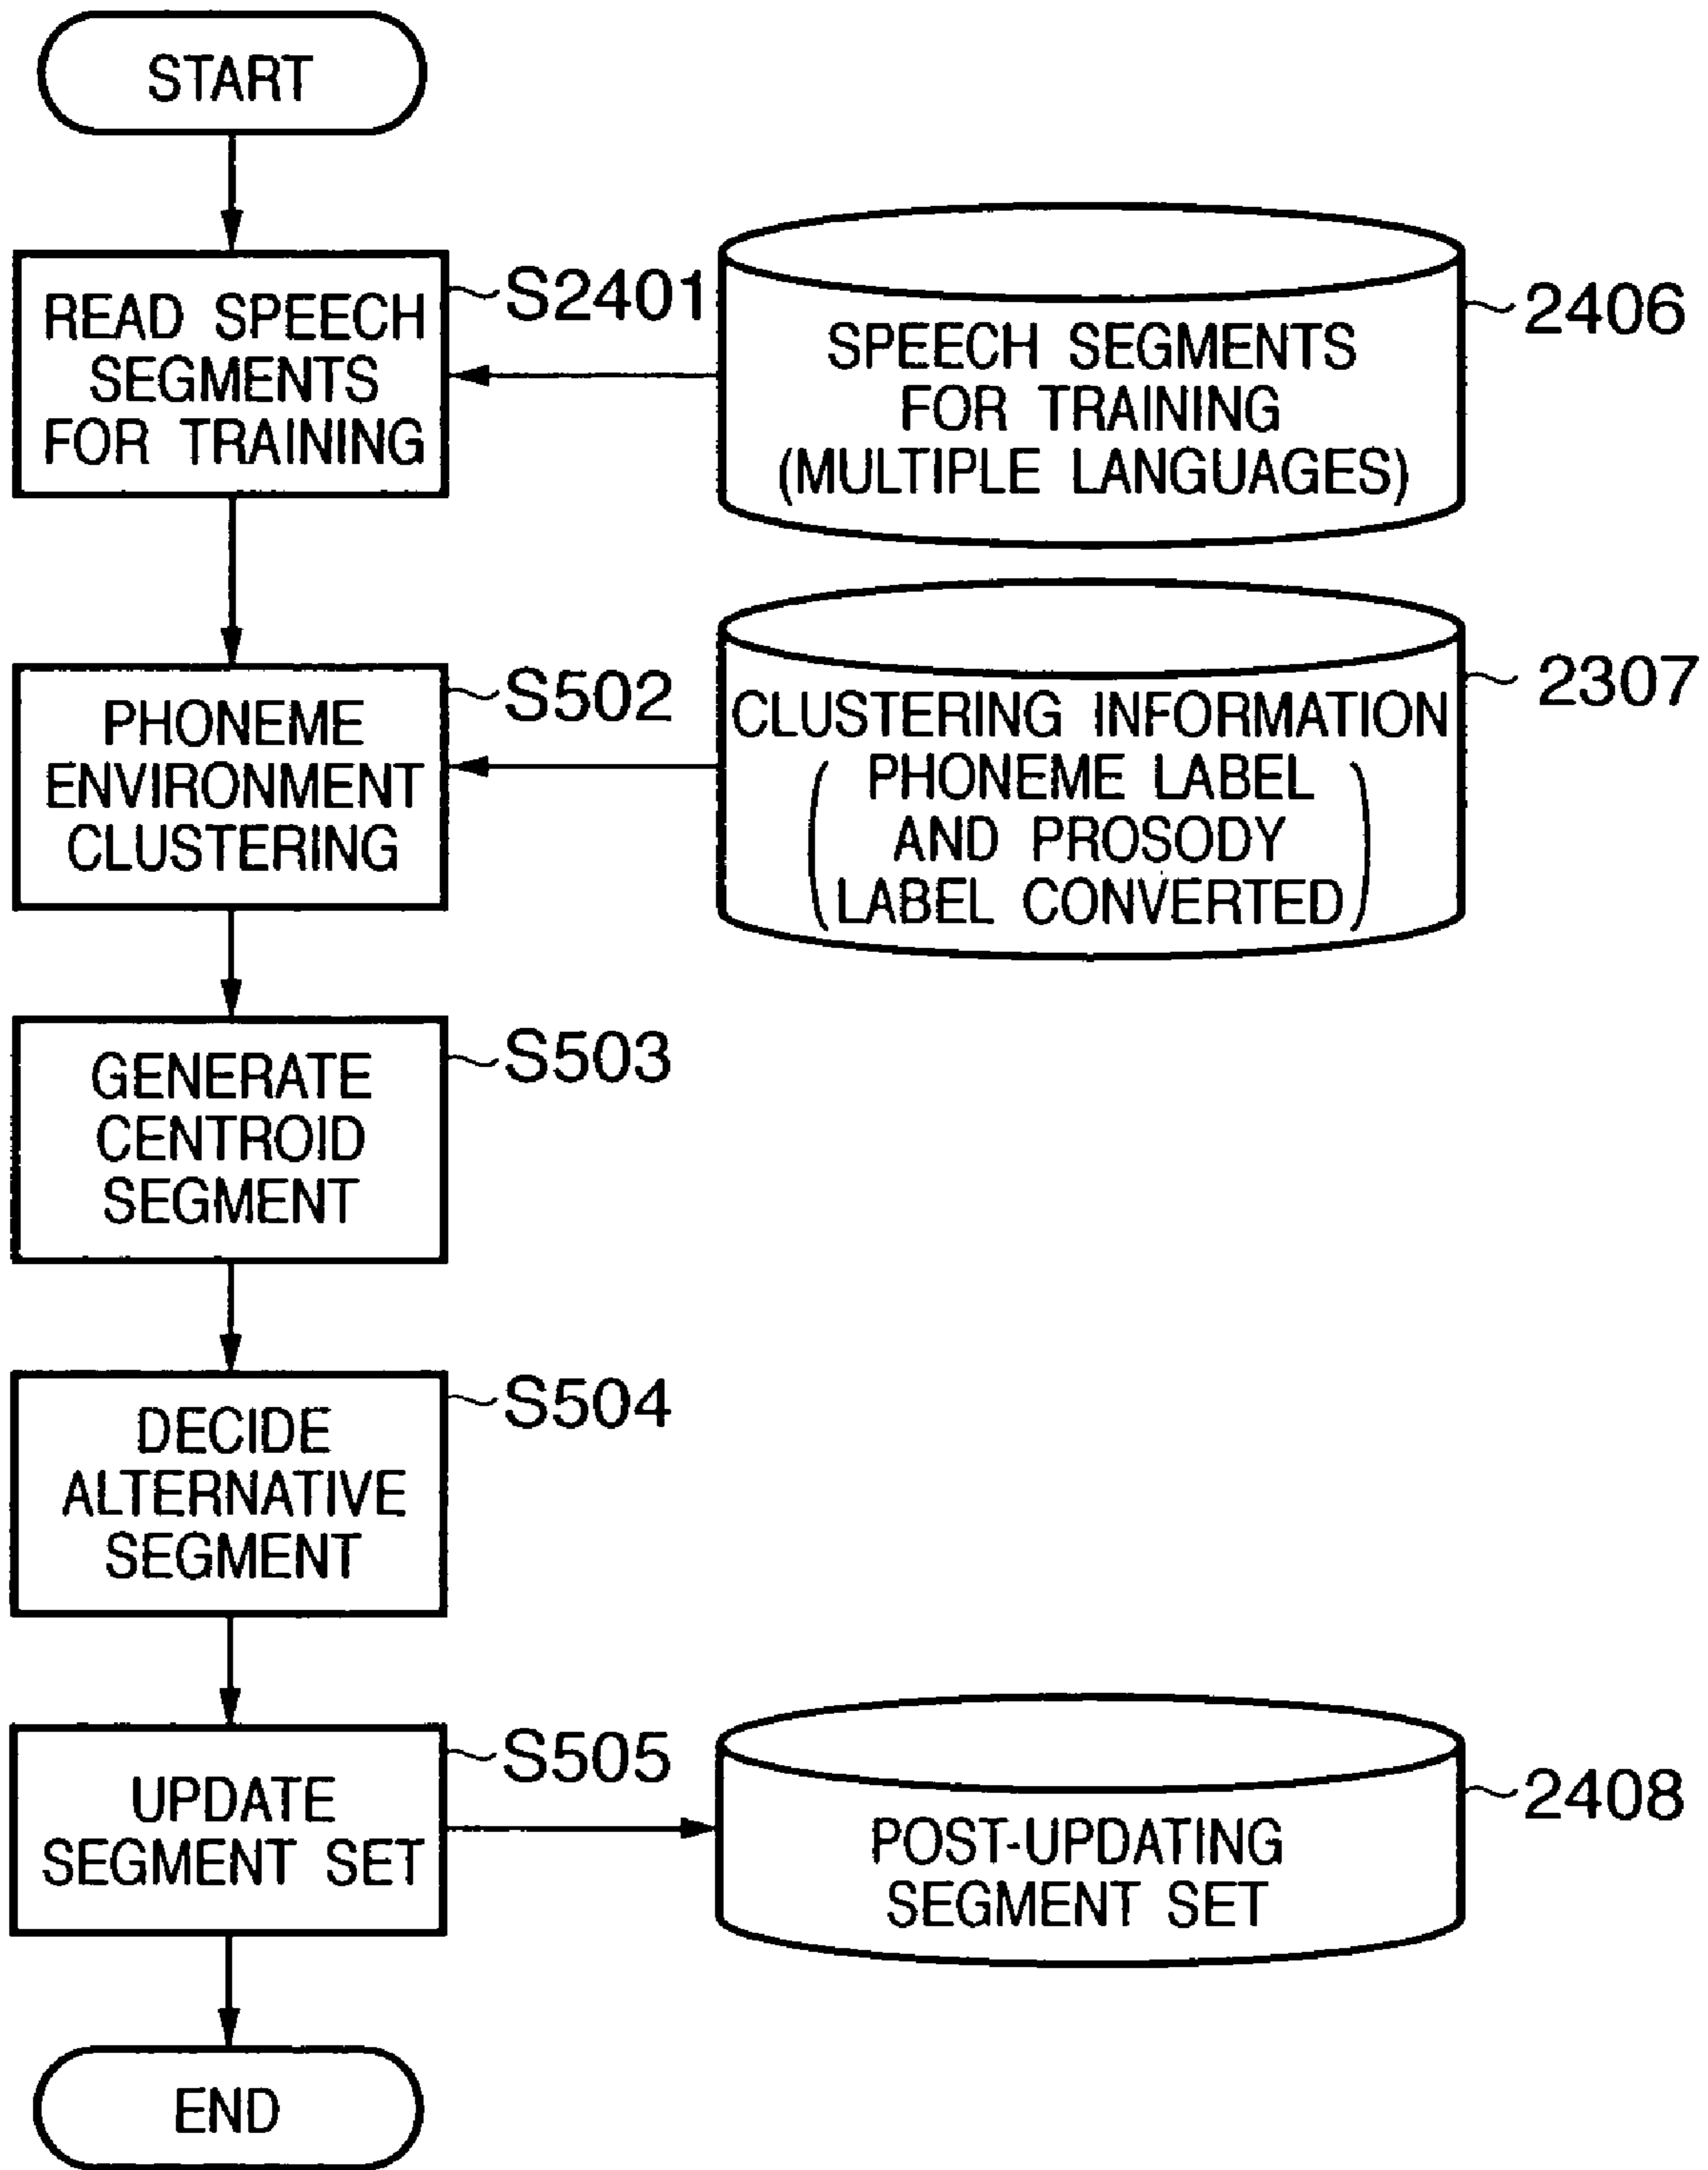 START
READ SPEECH
SEGMENTS
FOR TRAINING
S2401
SPEECH SEGMENTS
FOR TRAINING
(MULTIPLE LANGUAGES)
2406
PHONEME
ENVIRONMENT
CLUSTERING
S502
CLUSTERING INFORMATION
(PHONEME LABEL
AND PROSODY
LABEL CONVERTED)
2307
GENERATE
CENTROID
SEGMENT
S503
DECIDE
ALTERNATIVE
SEGMENT
S504
UPDATE
SEGMENT SET
S505
POST-UPDATING
SEGMENT SET
2408
END